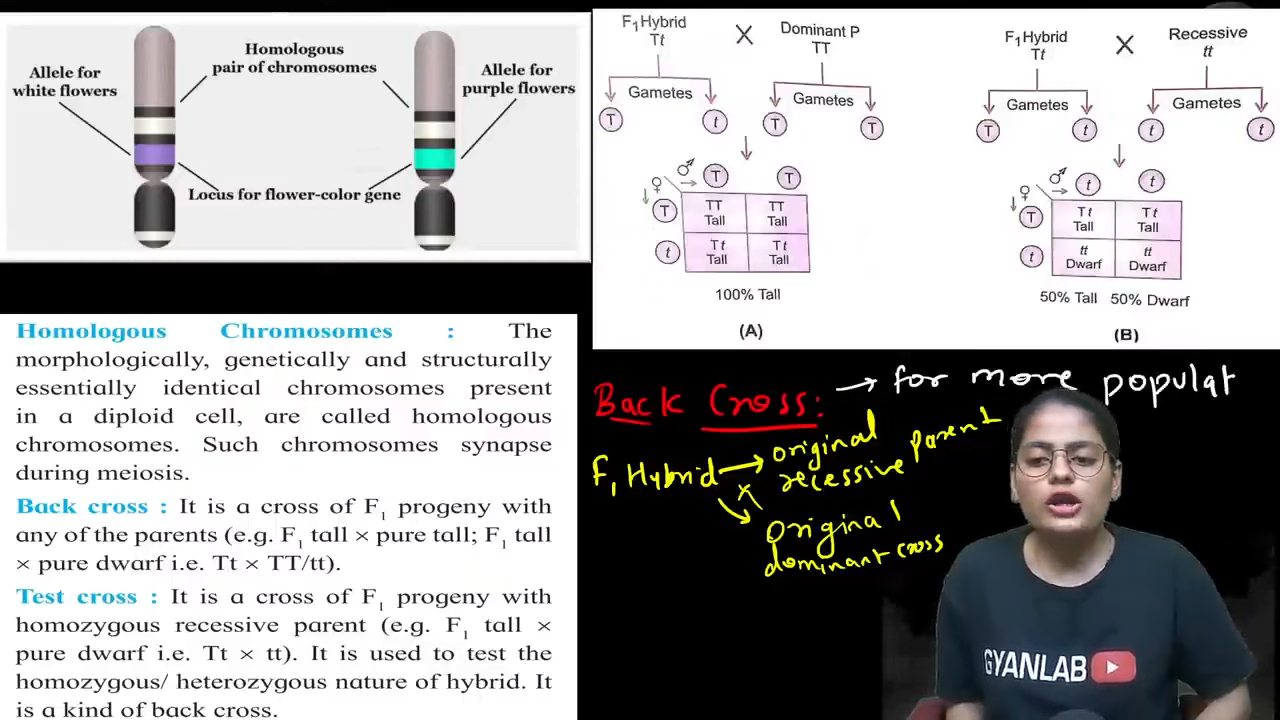 Homologous
pair of chromosomes
Allele for
white flowers
Allele for
purple flowers
Locus for flower-color gene
F1 Hybrid
Tt
X
Dominant P
TT
Gametes
Gametes
T
t
T
T
♂
♀
T
T
T
TT
Tall
TT
Tall
t
Tt
Tall
Tt
Tall
100% Tall
(A)
F1 Hybrid
Tt
X
Recessive
tt
Gametes
Gametes
T
t
t
t
♂
♀
t
t
T
Tt
Tall
Tt
Tall
t
tt
Dwarf
tt
Dwarf
50% Tall 50% Dwarf
(B)
Homologous Chromosomes : The
morphologically, genetically and structurally
essentially identical chromosomes present
in a diploid cell, are called homologous
chromosomes. Such chromosomes synapse
during meiosis.
Back cross : It is a cross of F1 progeny with
any of the parents (e.g. F1 tall × pure tall; F1 tall
× pure dwarf i.e. Tt × TT/tt).
Test cross : It is a cross of F1 progeny with
homozygous recessive parent (e.g. F1 tall ×
pure dwarf i.e. Tt × tt). It is used to test the
homozygous/ heterozygous nature of hybrid. It
is a kind of back cross.
Back Cross: → for more populat
F1 Hybrid → original
recessive parent
×
Original
dominant cross
GYANLAB